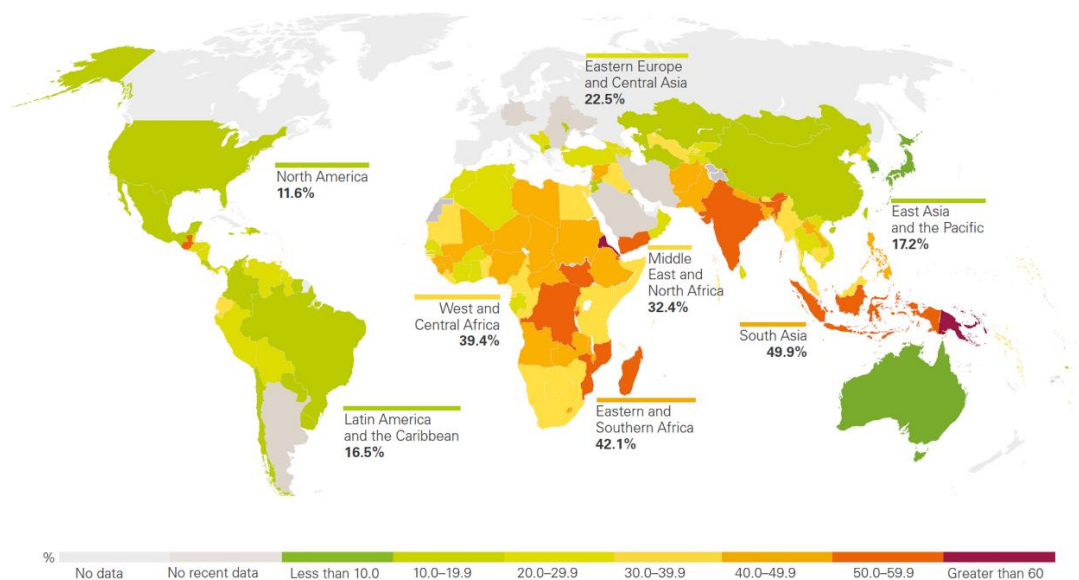 Eastern Europe
and Central Asia
22.5%
North America
11.6%
East Asia
and the Pacific
17.2%
Middle
East and
North Africa
32.4%
West and
Central Africa
39.4%
South Asia
49.9%
Latin America
and the Caribbean
16.5%
Eastern and
Southern Africa
42.1%
%
No data
No recent data
Less than 10.0
10.0–19.9
20.0–29.9
30.0–39.9
40.0–49.9
50.0–59.9
Greater than 60